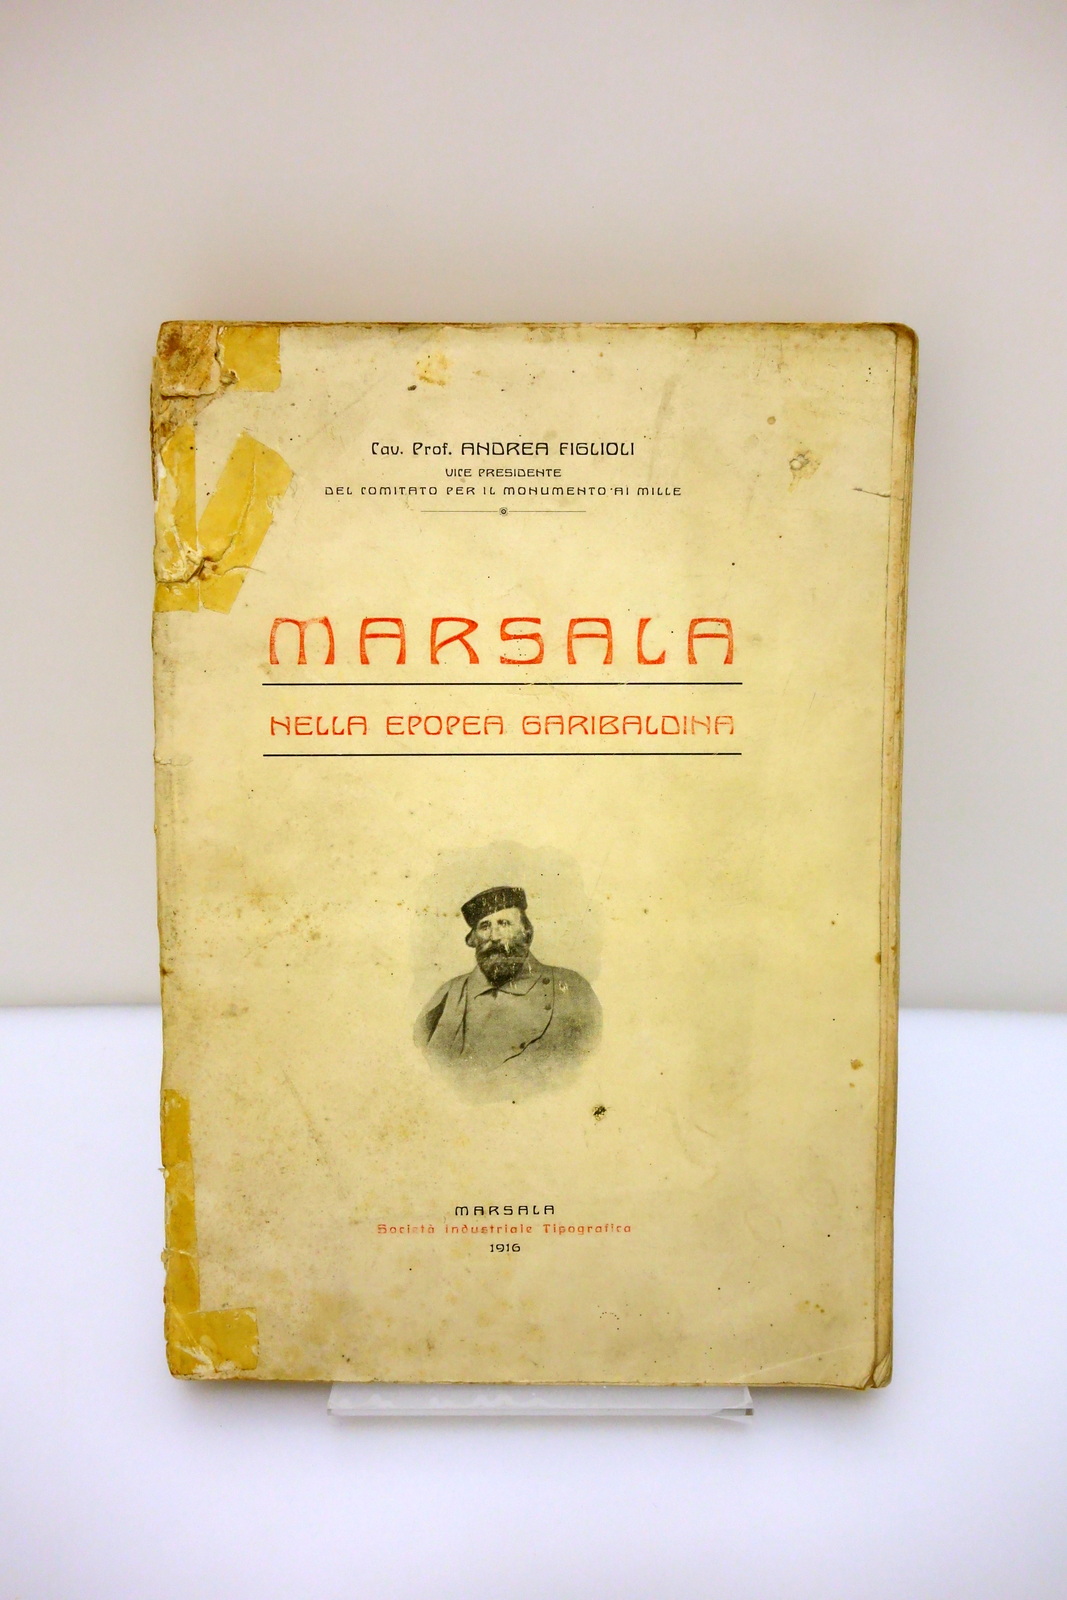 Cav. Prof. ANDREA FIGLIOLI
VICE PRESIDENTE
DEL COMITATO PER IL MONUMENTO AI MILLE
MARSALA
NELLA EPOPEA GARIBALDINA
MARSALA
Società Industriale Tipografica
1916